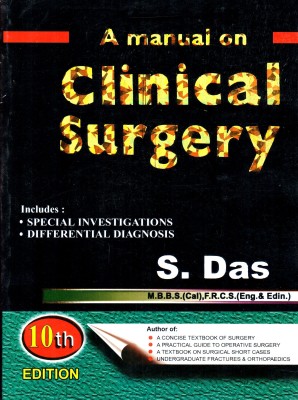 A manual on
Clinical
Surgery
Includes :
• SPECIAL INVESTIGATIONS
• DIFFERENTIAL DIAGNOSIS
S. Das
M.B.B.S.(Cal),F.R.C.S.(Eng.& Edin.)
10th
EDITION
Author of:
• A CONCISE TEXTBOOK OF SURGERY
• A PRACTICAL GUIDE TO OPERATIVE SURGERY
• A TEXTBOOK ON SURGICAL SHORT CASES
• UNDERGRADUATE FRACTURES & ORTHOPAEDICS